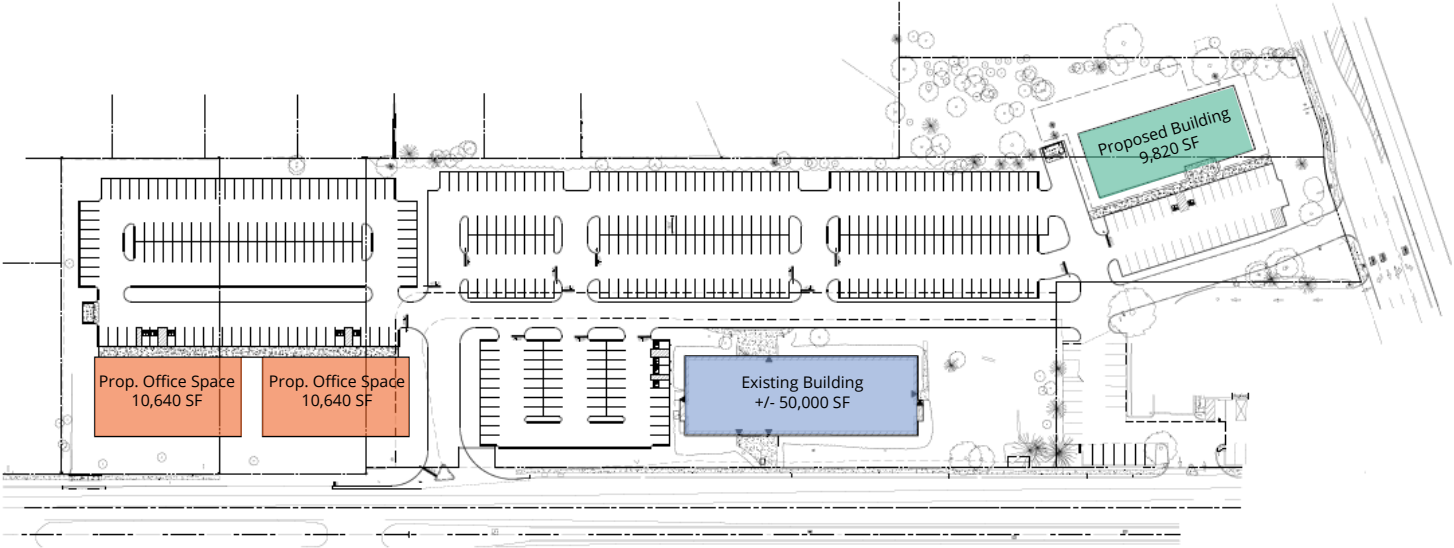 Proposed Building
9,820 SF
Prop. Office Space
10,640 SF
Prop. Office Space
10,640 SF
Existing Building
+/- 50,000 SF